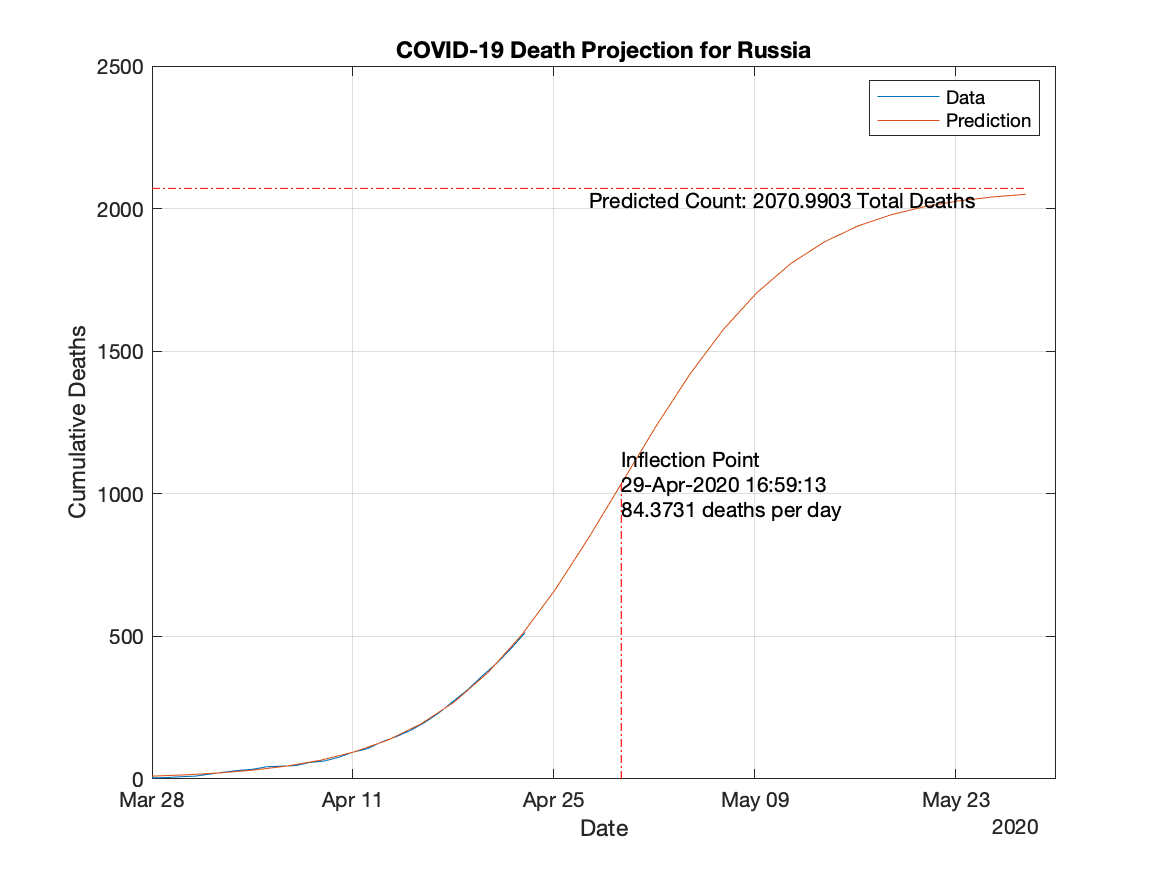 COVID-19 Death Projection for Russia
2500
2000
1500
1000
500
0
Cumulative Deaths
Data
Prediction
Predicted Count: 2070.9903 Total Deaths
Inflection Point
29-Apr-2020 16:59:13
84.3731 deaths per day
Mar 28
Apr 11
Apr 25
May 09
May 23
Date
2020